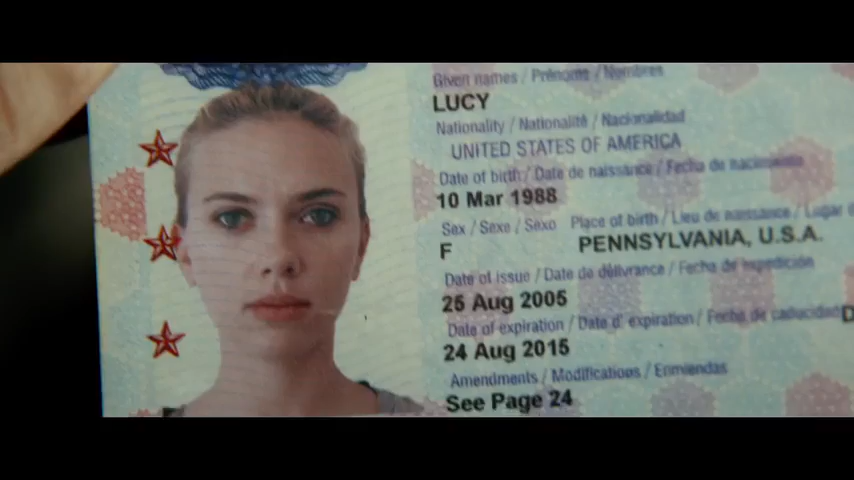 Given names / Prénoms / Nombres
LUCY
Nationality / Nationalité / Nacionalidad
UNITED STATES OF AMERICA
Date of birth / Date de naissance / Fecha de nacimiento
10 Mar 1988
Sex / Sexe / Sexo Place of birth / Lieu de naissance / Lugar
F PENNSYLVANIA, U.S.A.
Date of issue / Date de délivrance / Fecha de expedición
25 Aug 2005
Date of expiration / Date d' expiration / Fecha de caducidad D
24 Aug 2015
Amendments / Modifications / Enmiendas
See Page 24